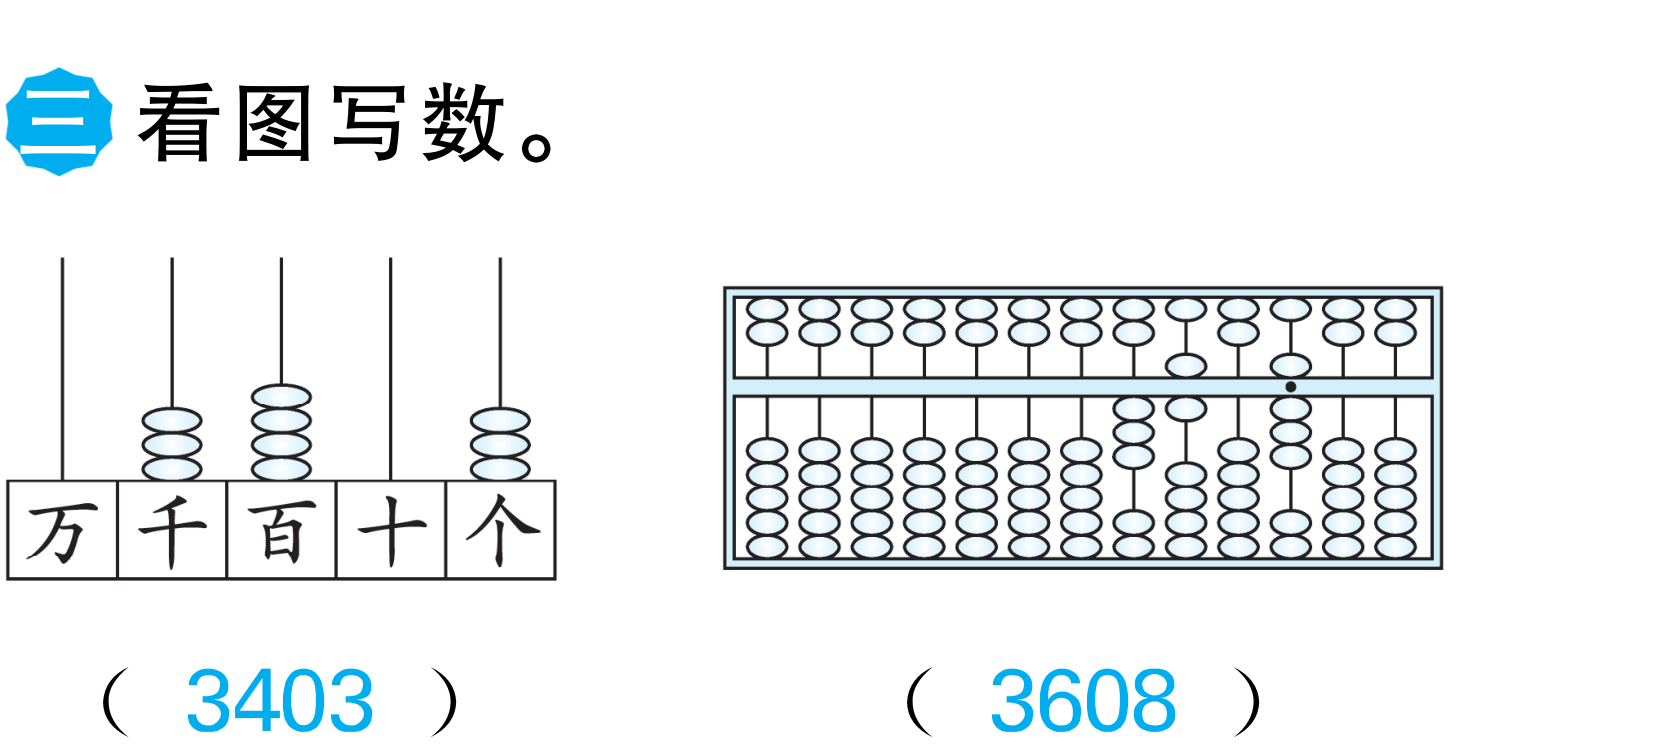 三 看图写数。
万 千 百 十 个
( 3403 ) ( 3608 )